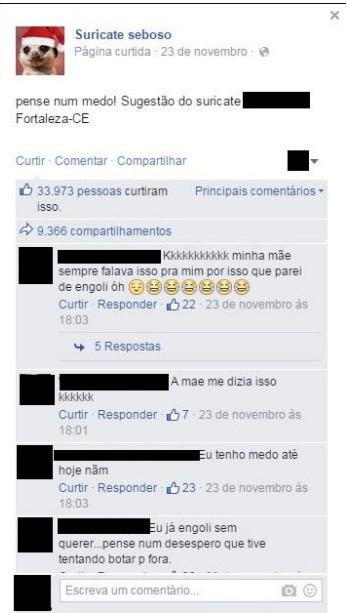 Suricate seboso
Página curtida · 23 de novembro ·
pense num medo! Sugestão do suricate
Fortaleza-CE
Curtir · Comentar · Compartilhar
33.973 pessoas curtiram isso.
Principais comentários
9.366 compartilhamentos
Kkkkkkkkkkk minha mãe
sempre falava isso pra mim por isso que parei
de engoli òh 😏😂😂😂😂😂😂
Curtir · Responder · 22 · 23 de novembro às
18:03
5 Respostas
A mae me dizia isso
kkkkkk
Curtir · Responder · 7 · 23 de novembro às
18:01
Eu tenho medo até
hoje nãm
Curtir · Responder · 23 · 23 de novembro às
18:03
Eu já engoli sem
querer...pense num desespero que tive
tentando botar p fora.
Escreva um comentário...